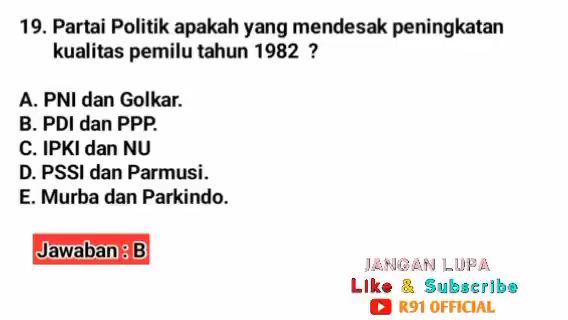 19. Partai Politik apakah yang mendesak peningkatan
kualitas pemilu tahun 1982 ?
A. PNI dan Golkar.
B. PDI dan PPP.
C. IPKI dan NU
D. PSSI dan Parmusi.
E. Murba dan Parkindo.
Jawaban : B
JANGAN LUPA
Like & Subscribe
R91 OFFICIAL